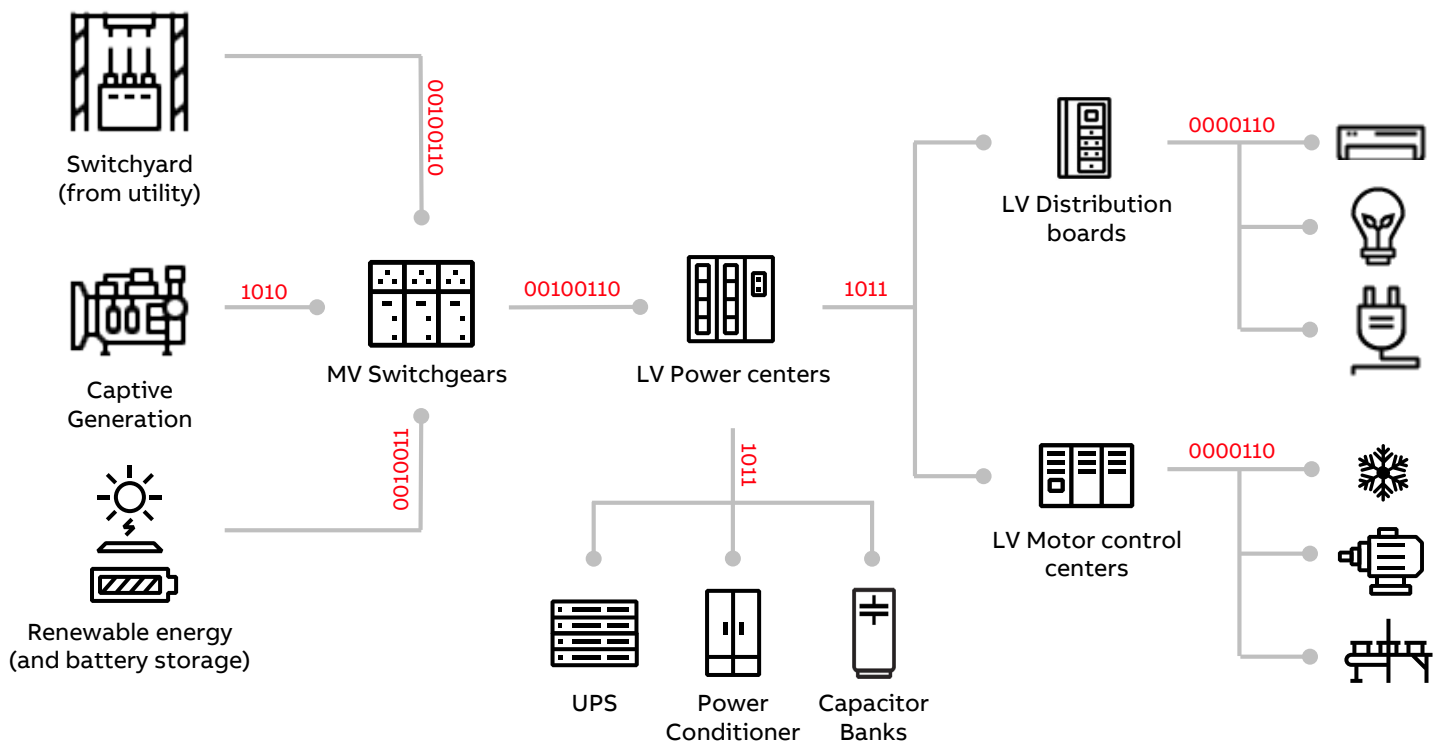 Switchyard
(from utility)
00100110
Captive
Generation
1010
Renewable energy
(and battery storage)
0010011
MV Switchgears
00100110
LV Power centers
1011
1011
UPS
Power
Conditioner
Capacitor
Banks
LV Distribution
boards
0000110
LV Motor control
centers
0000110